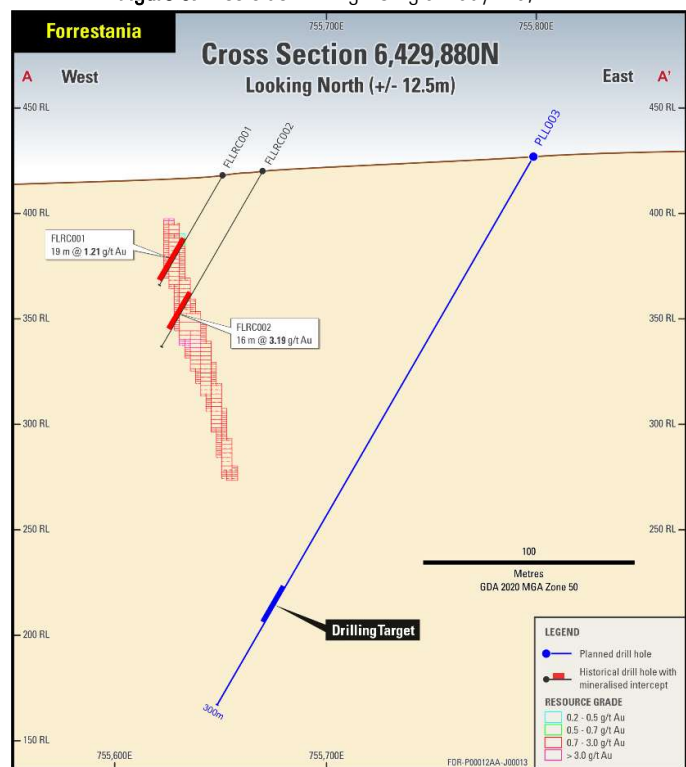 755,700E 755,800E
Forrestania
Cross Section 6,429,880N
Looking North (+/- 12.5m)
A West East A'
450 RL 450 RL
FLLRC001
FLLRC002
PLL003
400 RL 400 RL
FLRC001
19 m @ 1.21 g/t Au
350 RL 350 RL
FLRC002
16 m @ 3.19 g/t Au
300 RL 300 RL
250 RL 250 RL
100
Metres
GDA 2020 MGA Zone 50
200 RL
Drilling Target
300m
150 RL
LEGEND
Planned drill hole
Historical drill hole with
mineralised intercept
RESOURCE GRADE
0.2 - 0.5 g/t Au
0.5 - 0.7 g/t Au
0.7 - 3.0 g/t Au
> 3.0 g/t Au
755,600E 755,700E FDR-P00012AA-J00013